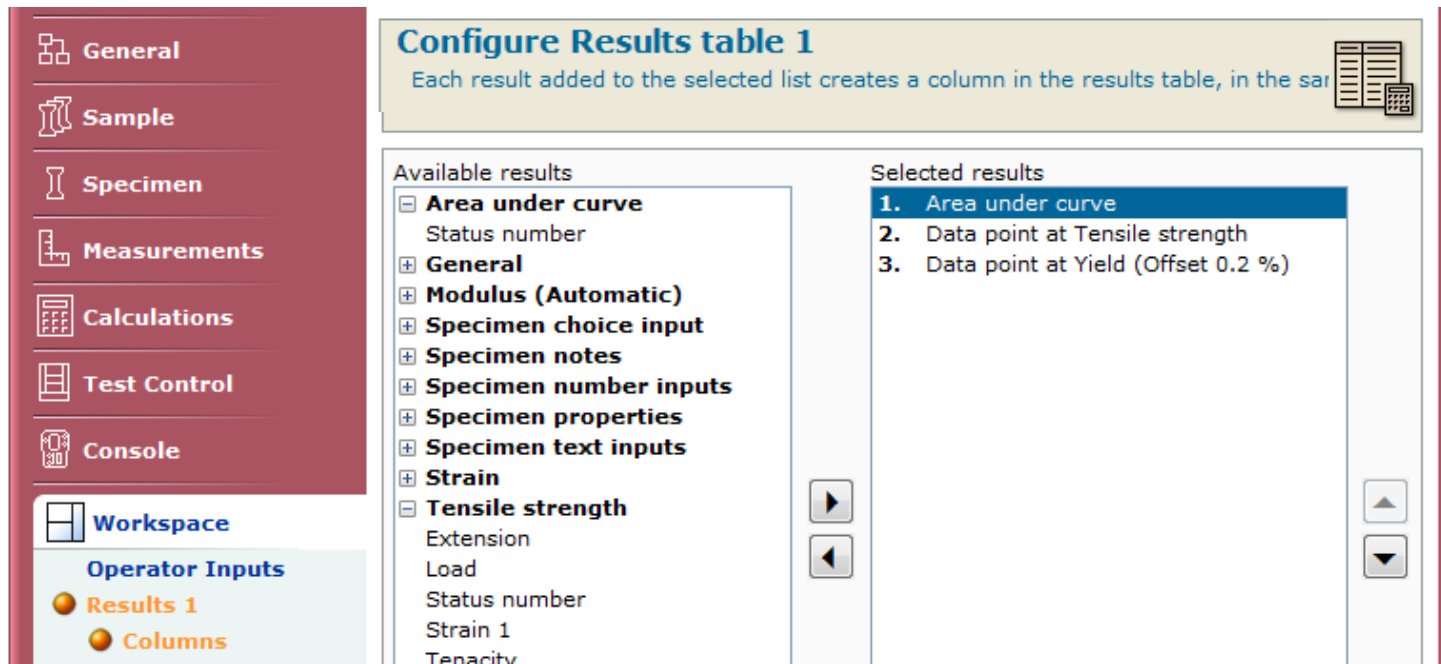 General
Sample
Specimen
Measurements
Calculations
Test Control
Console
Workspace
Operator Inputs
Results 1
Columns
Configure Results table 1
Each result added to the selected list creates a column in the results table, in the sar
Available results
Area under curve
Status number
General
Modulus (Automatic)
Specimen choice input
Specimen notes
Specimen number inputs
Specimen properties
Specimen text inputs
Strain
Tensile strength
Extension
Load
Status number
Strain 1
Tenacity
Selected results
1. Area under curve
2. Data point at Tensile strength
3. Data point at Yield (Offset 0.2 %)